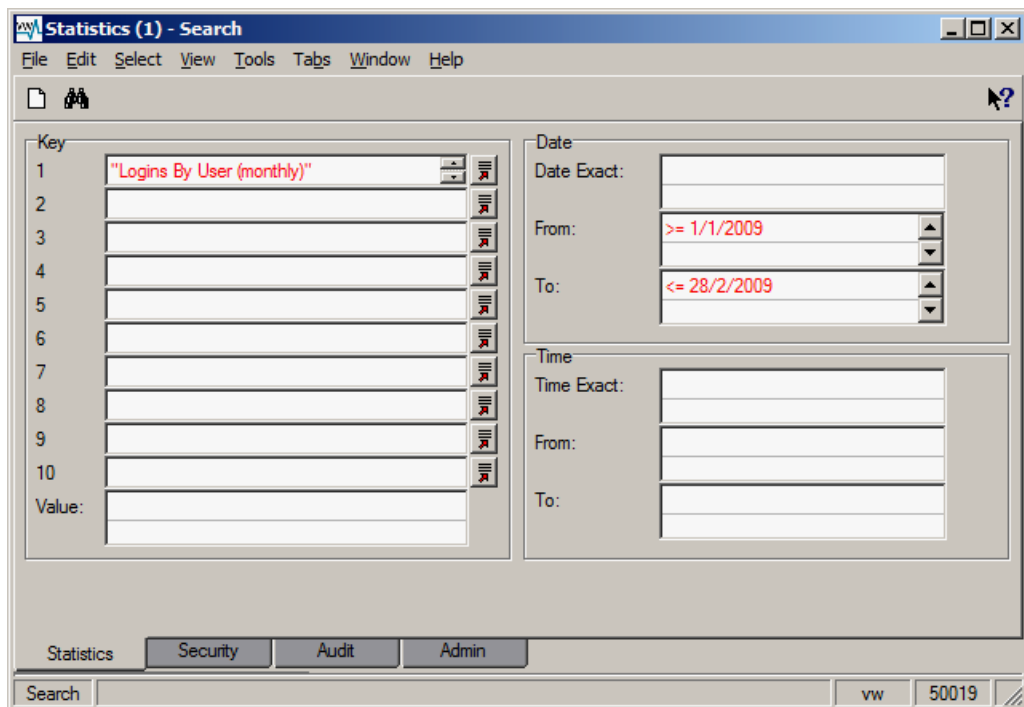 Statistics (1) - Search
File Edit Select View Tools Tabs Window Help
Key
1 "Logins By User (monthly)"
2
3
4
5
6
7
8
9
10
Value:
Date
Date Exact:
From: >= 1/1/2009
To: <= 28/2/2009
Time
Time Exact:
From:
To:
Statistics Security Audit Admin
Search vw 50019